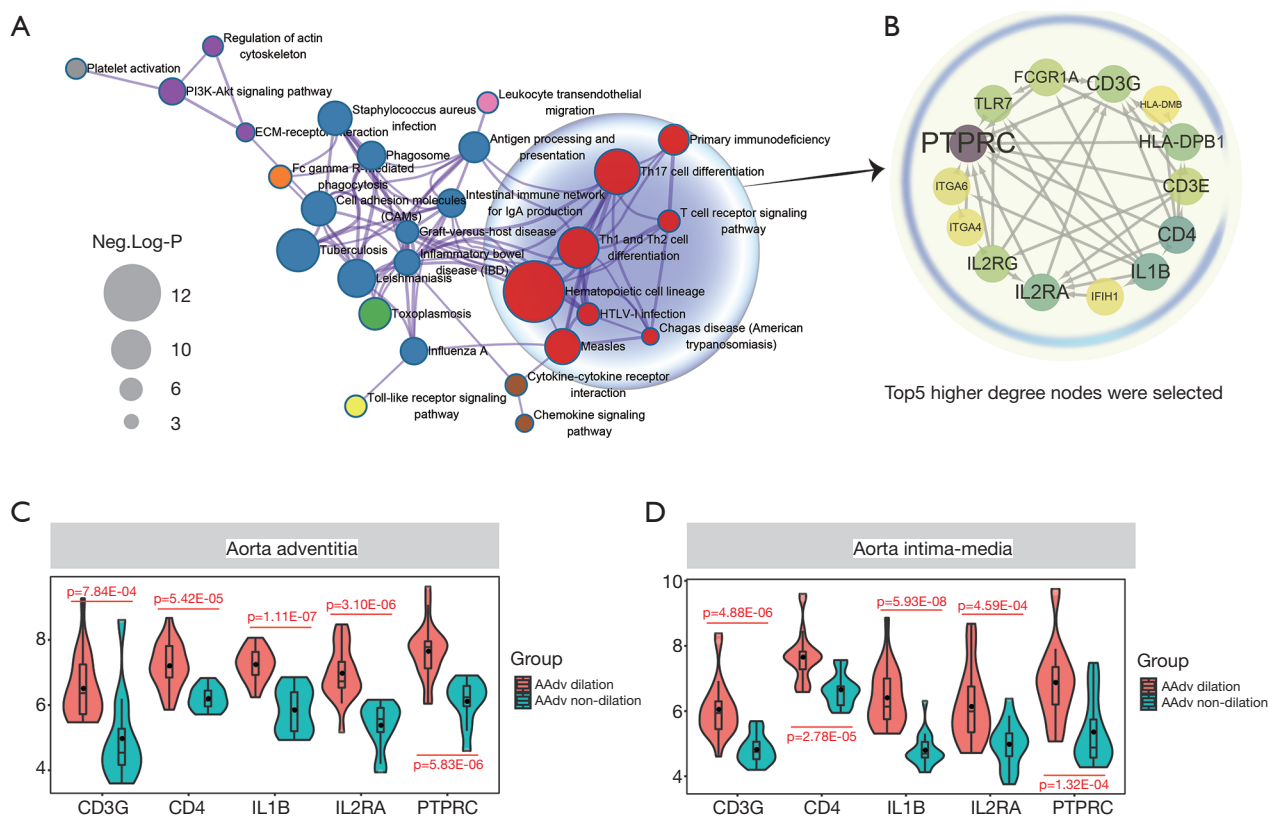 A
Regulation of actin
cytoskeleton
Platelet activation
PI3K-Akt signaling pathway
ECM-receptor interaction
Staphylococcus aureus
infection
Leukocyte transendothelial
migration
Antigen processing and
presentation
Phagosome
Fc gamma R-mediated
phagocytosis
Cell adhesion molecules
(CAMs)
Intestinal immune network
for IgA production
Graft-versus-host disease
Tuberculosis
Inflammatory bowel
disease (IBD)
Leishmaniasis
Toxoplasmosis
Influenza A
Toll-like receptor signaling
pathway
Primary immunodeficiency
Th17 cell differentiation
T cell receptor signaling
pathway
Th1 and Th2 cell
differentiation
Hematopoietic cell lineage
HTLV-I infection
Chagas disease (American
trypanosomiasis)
Measles
Cytokine-cytokine receptor
interaction
Chemokine signaling
pathway
Neg.Log-P
12
10
6
3
B
FCGR1A
CD3G
HLA-DMB
TLR7
HLA-DPB1
PTPRC
CD3E
ITGA6
ITGA4
CD4
IL2RG
IL1B
IL2RA
IFIH1
Top5 higher degree nodes were selected
C
Aorta adventitia
8
6
4
p=7.84E-04
p=5.42E-05
p=1.11E-07
p=3.10E-06
p=5.83E-06
CD3G
CD4
IL1B
IL2RA
PTPRC
Group
AAdv dilation
AAdv non-dilation
D
Aorta intima-media
10
8
6
4
p=4.88E-06
p=2.78E-05
p=5.93E-08
p=4.59E-04
p=1.32E-04
CD3G
CD4
IL1B
IL2RA
PTPRC
Group
AAdv dilation
AAdv non-dilation